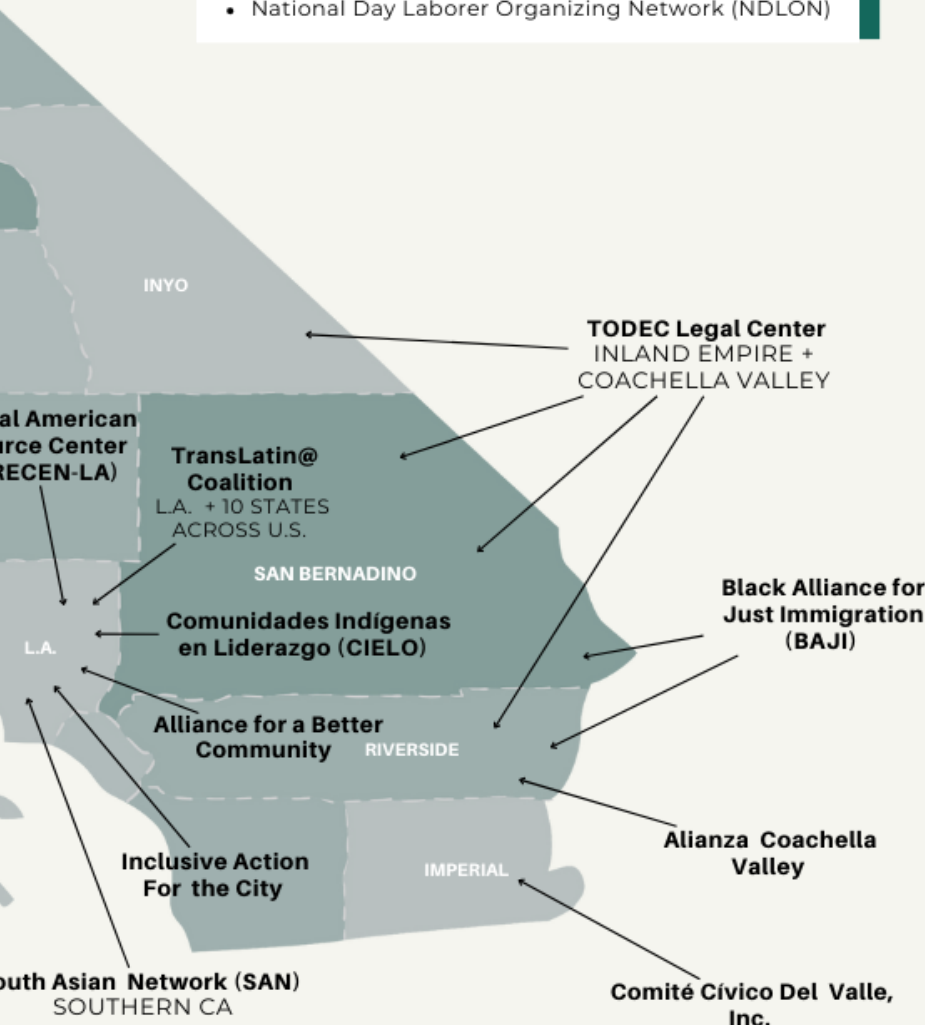 • National Day Laborer Organizing Network (NDLON)
INYO
TODEC Legal Center
INLAND EMPIRE +
COACHELLA VALLEY
al American
urce Center
RECEN-LA)
TransLatin@
Coalition
L.A. + 10 STATES
ACROSS U.S.
SAN BERNADINO
Black Alliance for
Just Immigration
(BAJI)
Comunidades Indígenas
en Liderazgo (CIELO)
L.A.
Alliance for a Better
Community
RIVERSIDE
Alianza Coachella
Valley
Inclusive Action
For the City
IMPERIAL
outh Asian Network (SAN)
SOUTHERN CA
Comité Cívico Del Valle,
Inc.